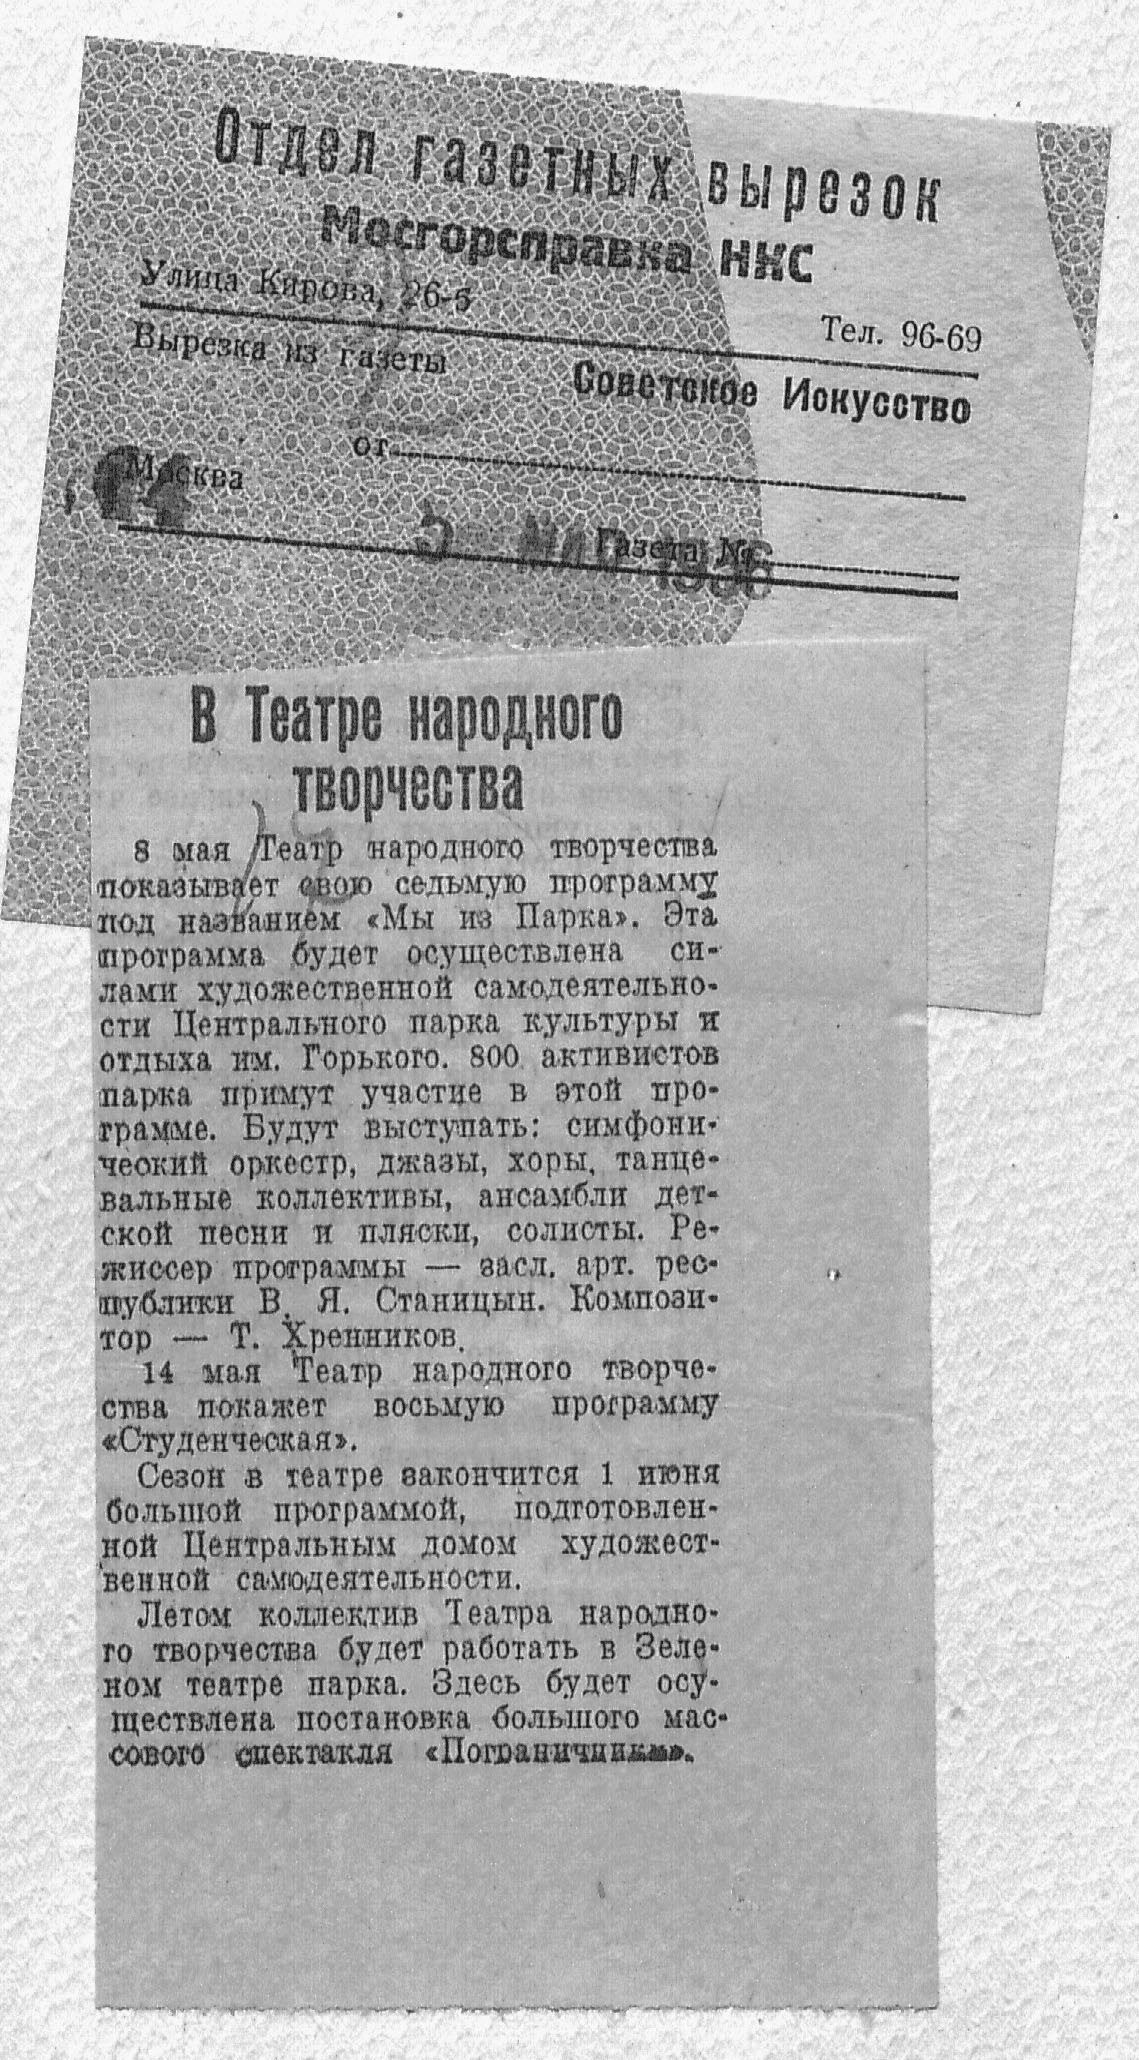 Отдел газетных вырезок
Мосгорсправка НКС
Улица Кирова, 26-б
Тел. 96-69
Вырезка из газеты
Советское Искусство
от
Москва
14
5 МАЯ 1936
Газета №
В Театре народного
творчества
8 мая Театр народного творчества
показывает свою седьмую программу
под названием «Мы из Парка». Эта
программа будет осуществлена си-
лами художественной самодеятельно-
сти Центрального парка культуры и
отдыха им. Горького. 800 активистов
парка примут участие в этой про-
грамме. Будут выступать: симфони-
ческий оркестр, джазы, хоры, танце-
вальные коллективы, ансамбли дет-
ской песни и пляски, солисты. Ре-
жиссер программы — засл. арт. рес-
публики В. Я. Станицын. Компози-
тор — Т. Хренников.
14 мая Театр народного творче-
ства покажет восьмую программу
«Студенческая».
Сезон в театре закончится 1 июня
большой программой, подготовлен-
ной Центральным домом художест-
венной самодеятельности.
Летом коллектив Театра народно-
го творчества будет работать в Зеле-
ном театре парка. Здесь будет осу-
ществлена постановка большого мас-
сового спектакля «Пограничники».